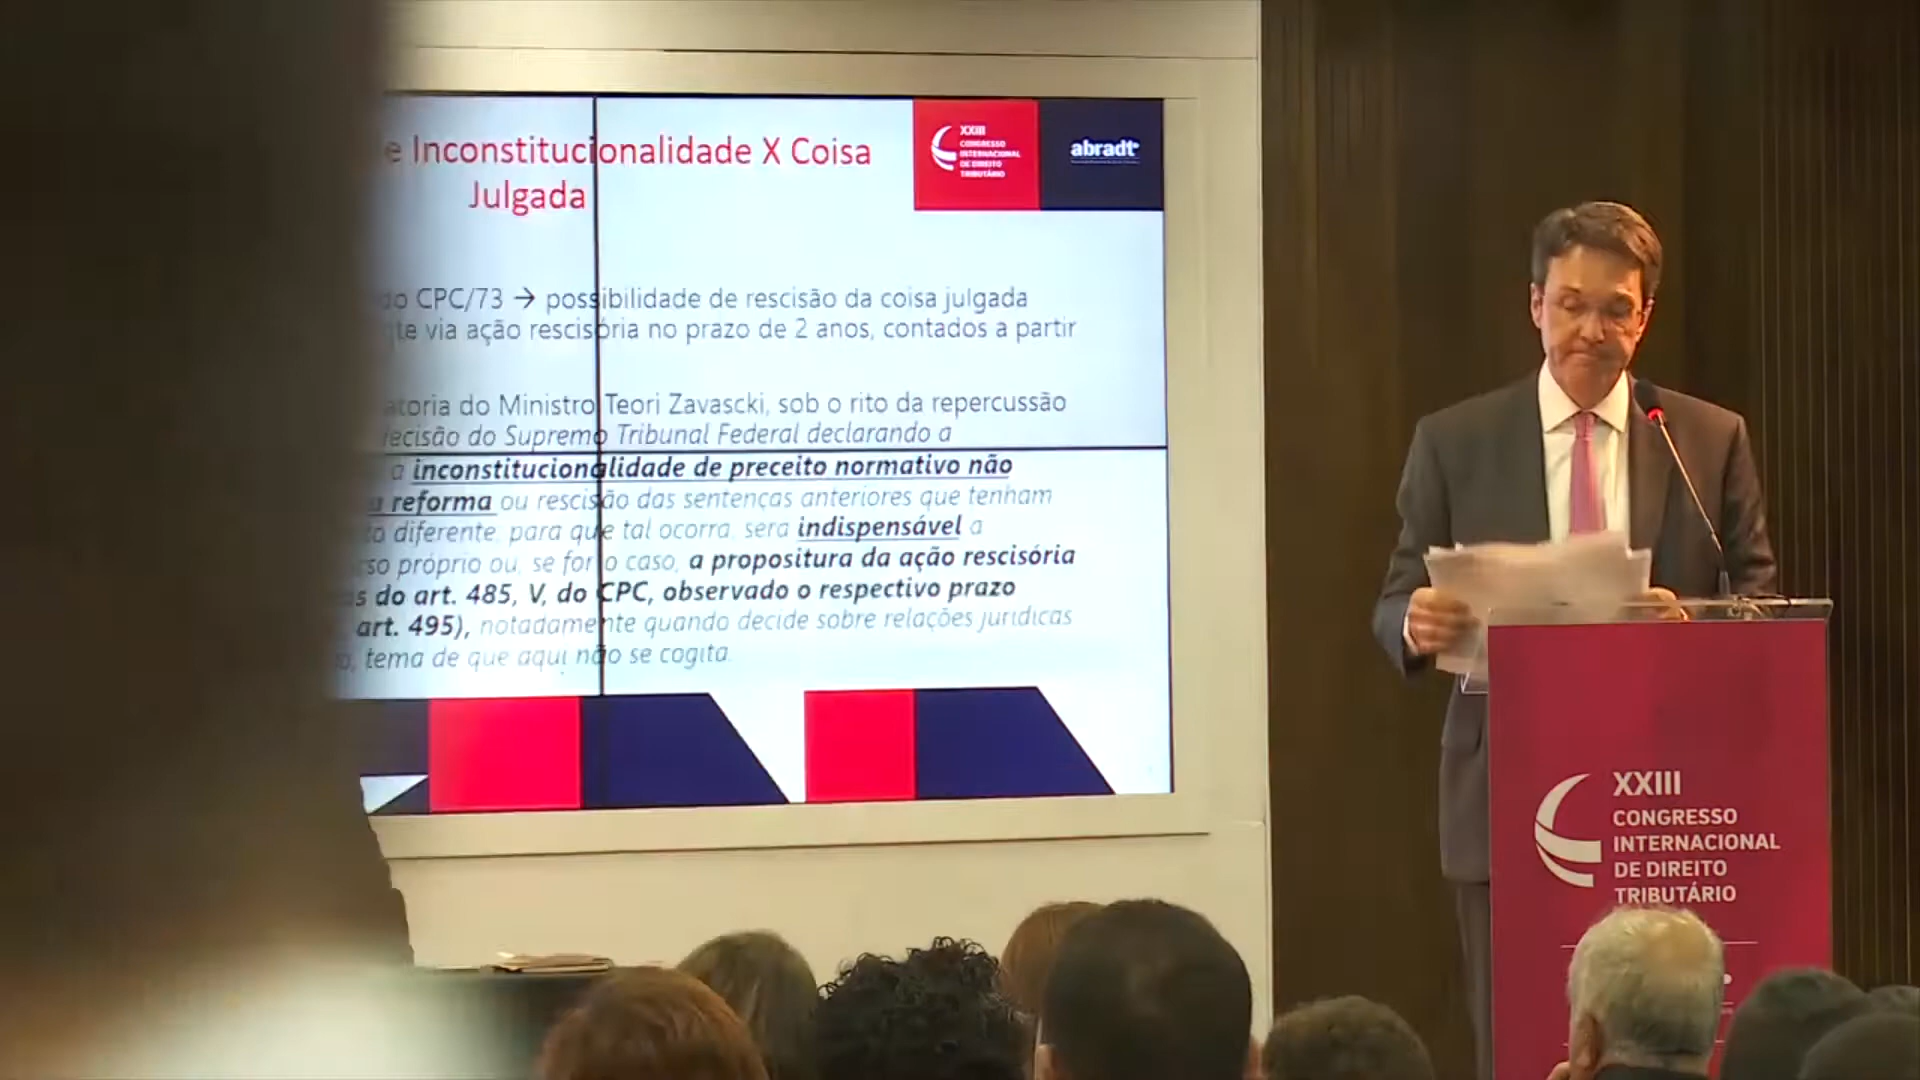 e Inconstitucionalidade X Coisa
Julgada
XXIII
CONGRESSO
INTERNACIONAL
DE DIREITO
TRIBUTÁRIO
abradt
do CPC/73 → possibilidade de rescisão da coisa julgada
via ação rescisória no prazo de 2 anos, contados a partir
do Ministro Teori Zavascki, sob o rito da repercussão
do Supremo Tribunal Federal declarando a
a inconstitucionalidade de preceito normativo não
a reforma ou rescisão das sentenças anteriores que tenham
diferente, para que tal ocorra, será indispensável a
próprio ou, se for o caso, a propositura da ação rescisória
do art. 485, V, do CPC, observado o respectivo prazo
art. 495), notadamente quando decide sobre relações jurídicas
tema de que aqui não se cogita.
XXIII
CONGRESSO
INTERNACIONAL
DE DIREITO
TRIBUTÁRIO